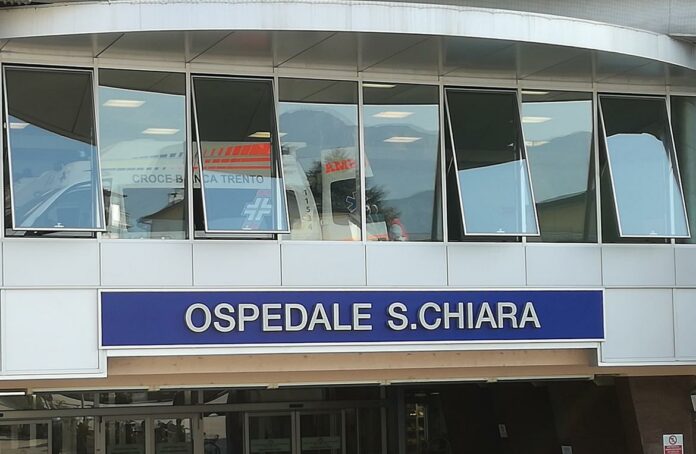 CROCE BIANCA TRENTO
OSPEDALE S.CHIARA